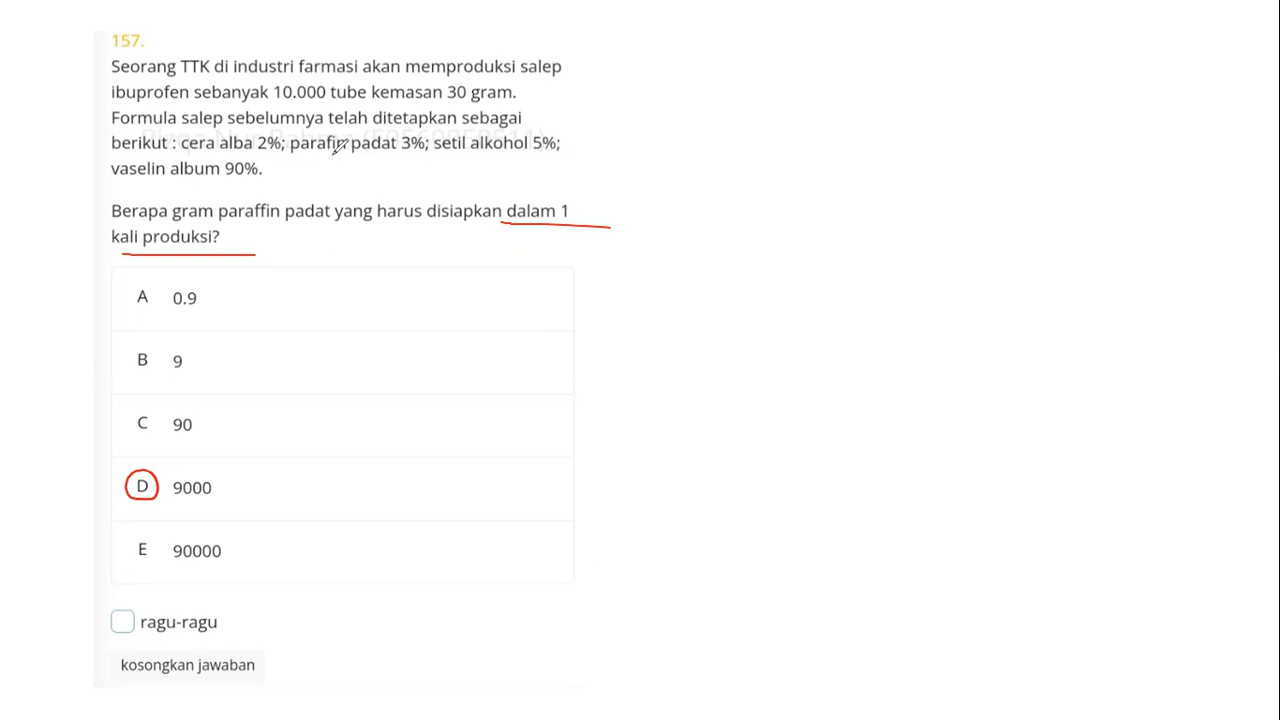 157.
Seorang TTK di industri farmasi akan memproduksi salep
ibuprofen sebanyak 10.000 tube kemasan 30 gram.
Formula salep sebelumnya telah ditetapkan sebagai
berikut : cera alba 2%; parafin padat 3%; setil alkohol 5%;
vaselin album 90%.
Berapa gram paraffin padat yang harus disiapkan dalam 1
kali produksi?
A 0.9
B 9
C 90
D 9000
E 90000
ragu-ragu
kosongkan jawaban